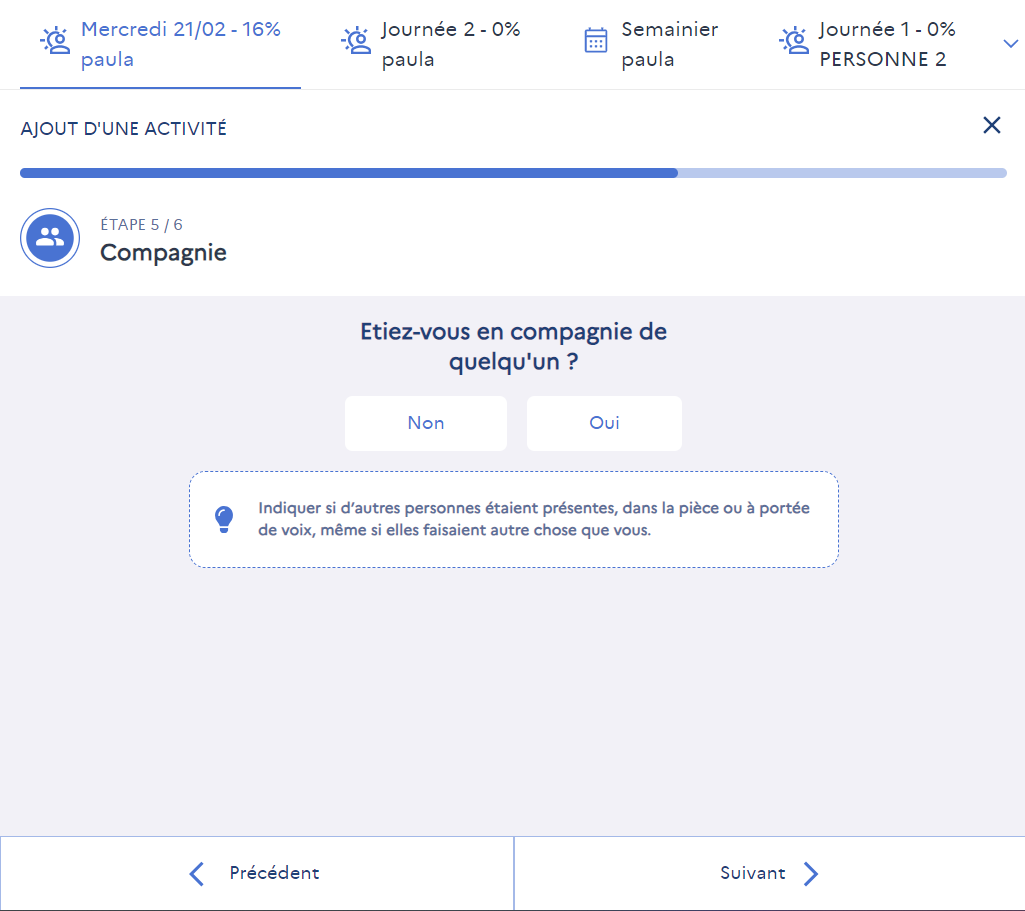 Mercredi 21/02 - 16%
paula
Journée 2 - 0%
paula
Semainier
paula
Journée 1 - 0%
PERSONNE 2
AJOUT D'UNE ACTIVITÉ
ÉTAPE 5 / 6
Compagnie
Etiez-vous en compagnie de
quelqu'un ?
Non
Oui
Indiquer si d’autres personnes étaient présentes, dans la pièce ou à portée
de voix, même si elles faisaient autre chose que vous.
Précédent
Suivant